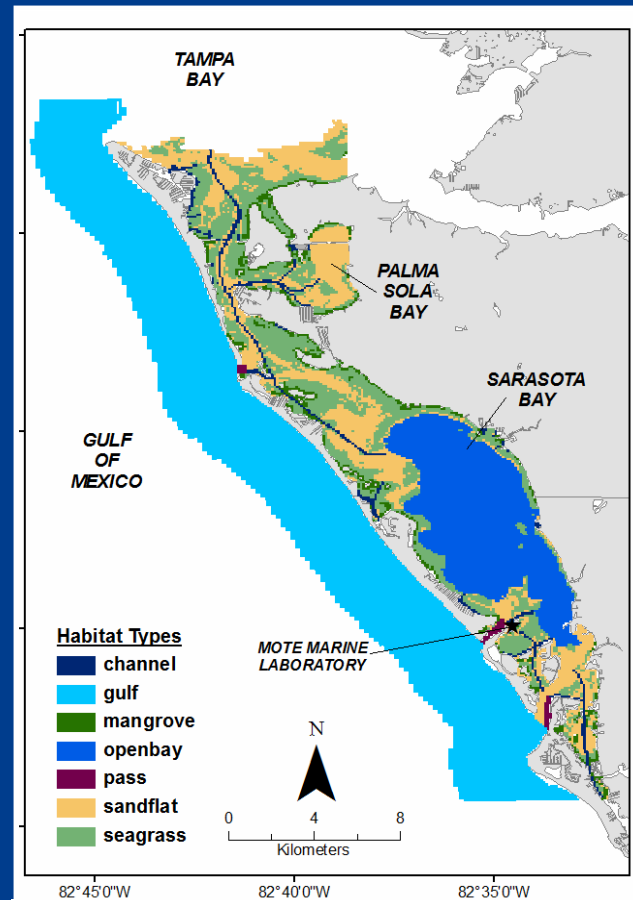 TAMPA
BAY
PALMA
SOLA
BAY
SARASOTA
BAY
GULF
OF
MEXICO
MOTE MARINE
LABORATORY
Habitat Types
channel
gulf
mangrove
openbay
pass
sandflat
seagrass
N
0 4 8
Kilometers
82°45'0"W 82°40'0"W 82°35'0"W